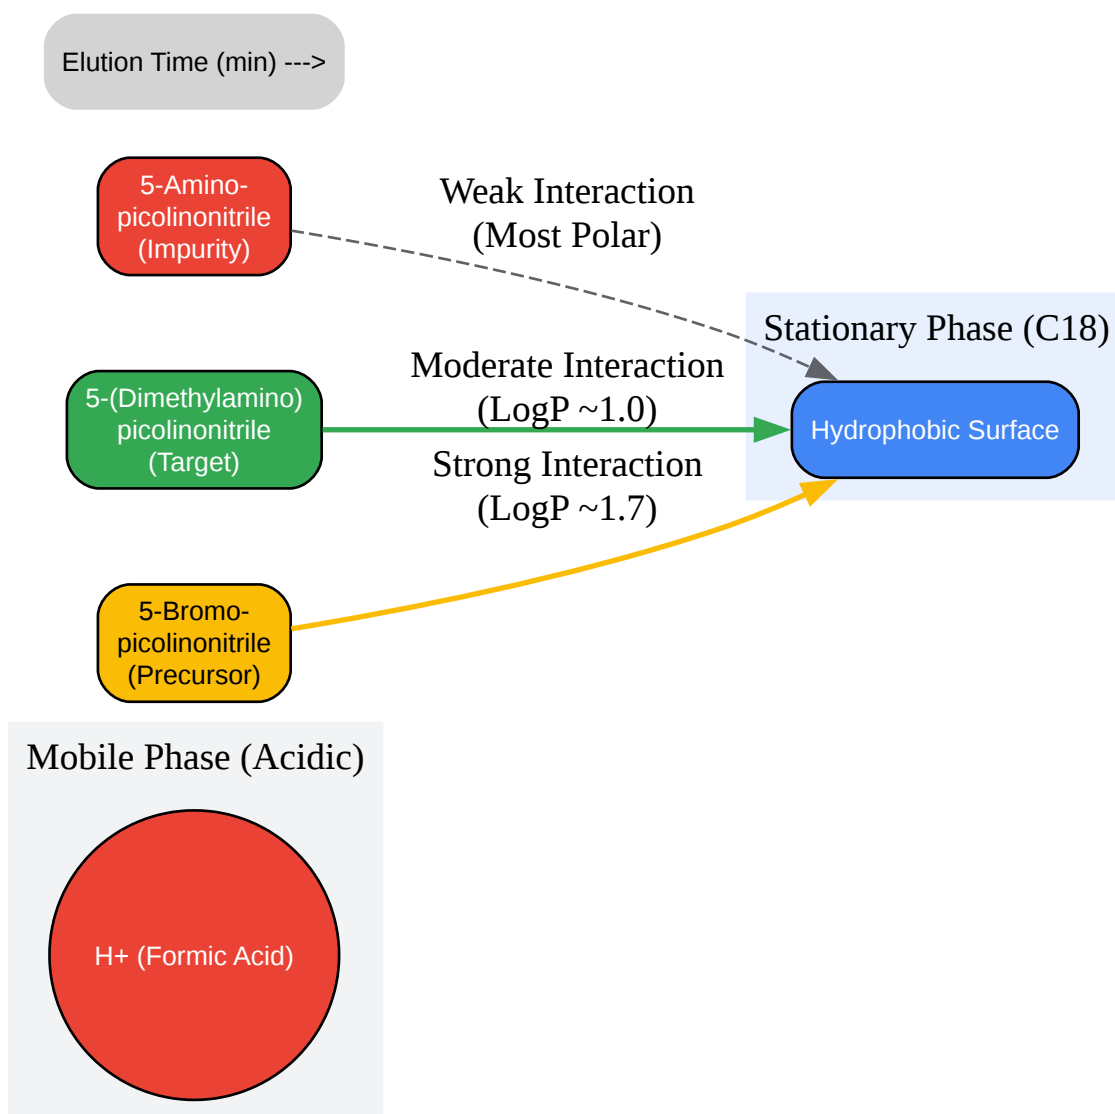 Elution Time (min) --->
5-Amino-
picolinonitrile
(Impurity)
Weak Interaction
(Most Polar)
Stationary Phase (C18)
Hydrophobic Surface
5-(Dimethylamino)
picolinonitrile
(Target)
Moderate Interaction
(LogP ~1.0)
Strong Interaction
(LogP ~1.7)
5-Bromo-
picolinonitrile
(Precursor)
Mobile Phase (Acidic)
H+ (Formic Acid)